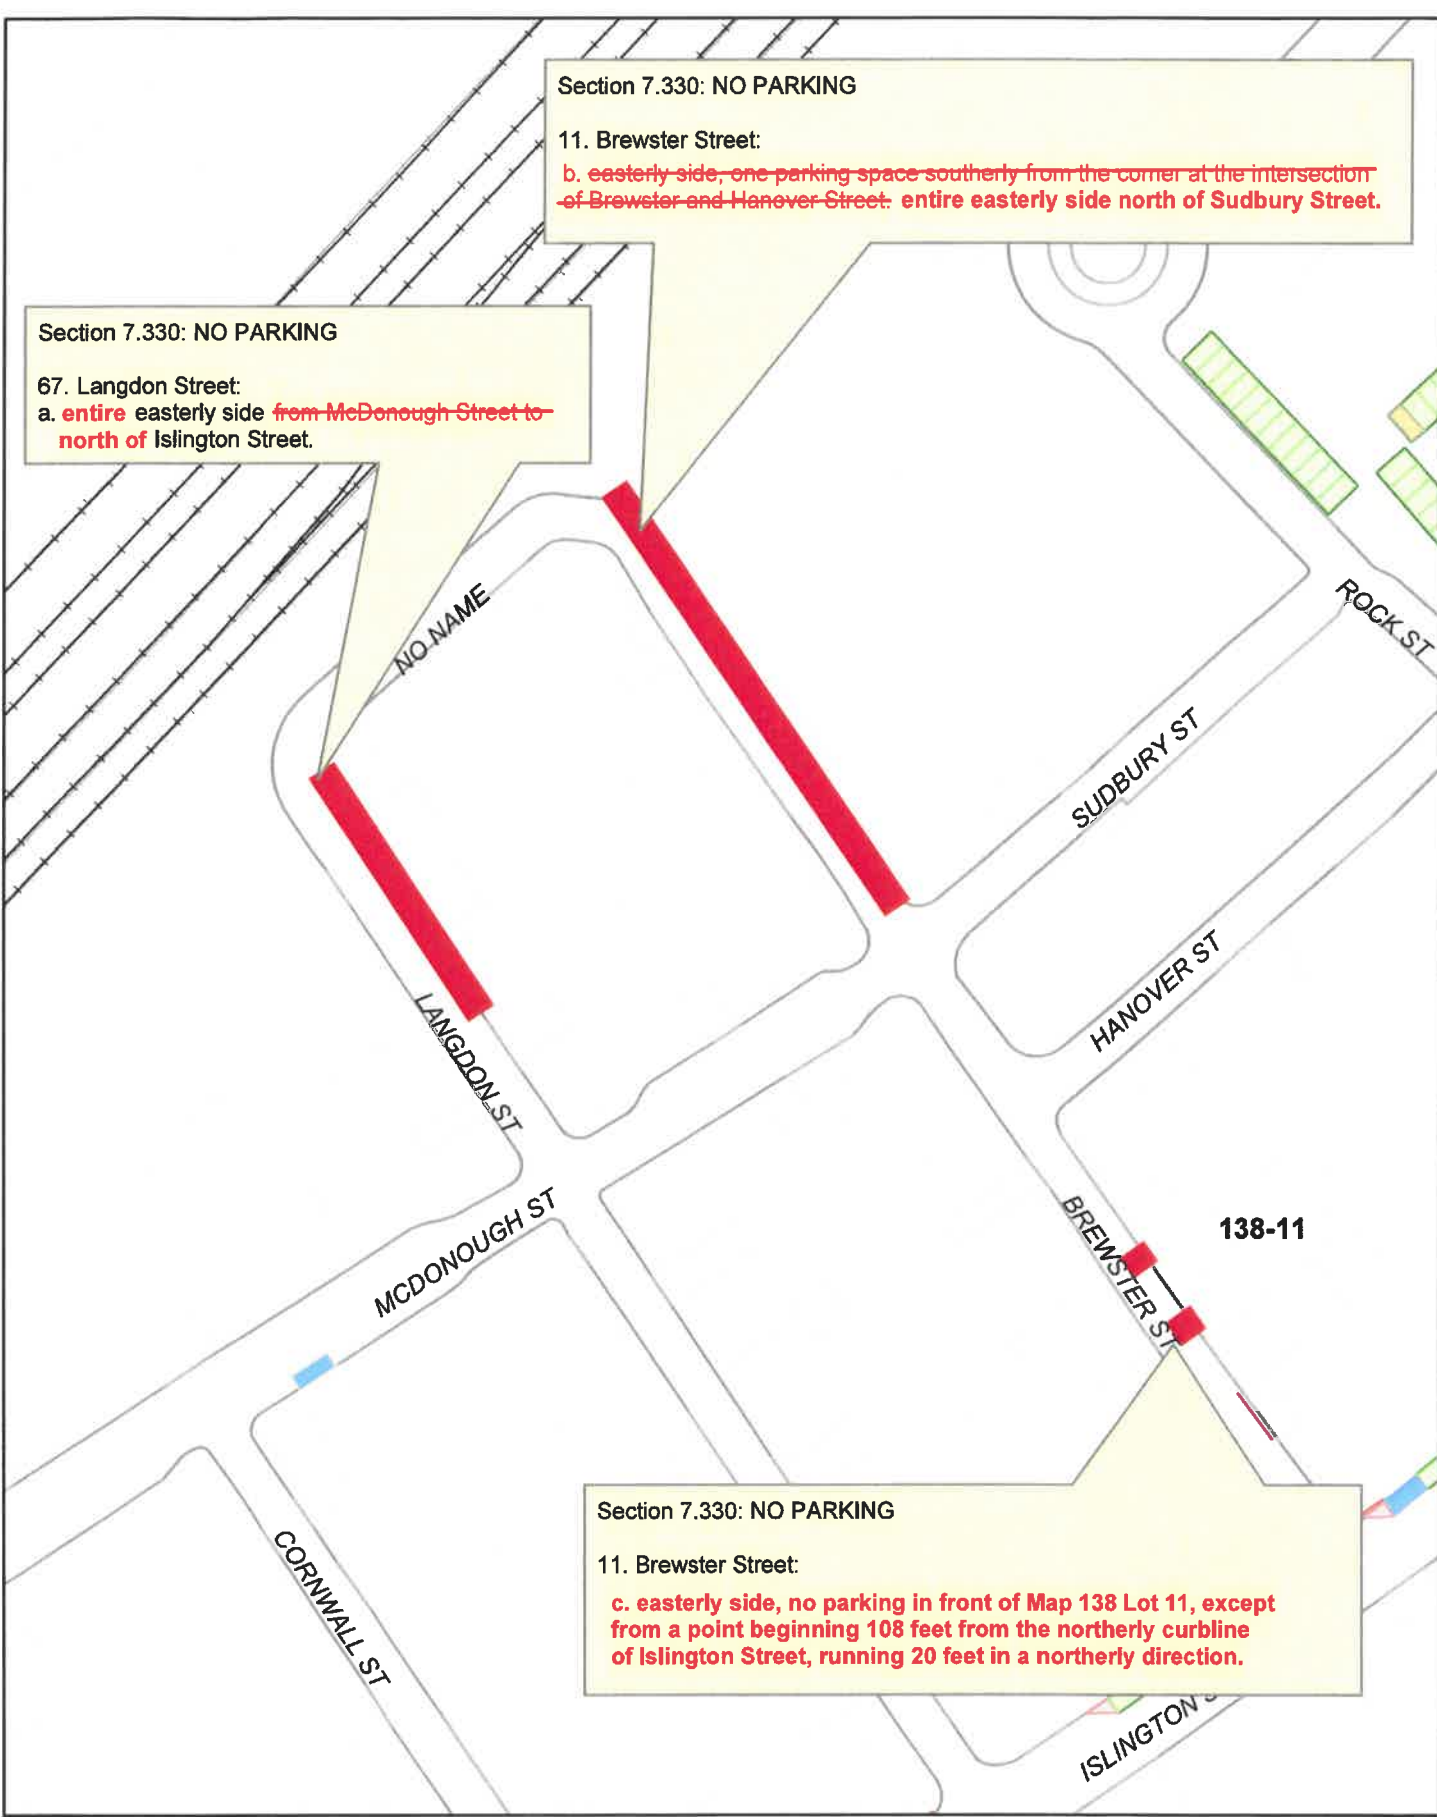 Section 7.330: NO PARKING
11. Brewster Street:
b. easterly side, one parking space southerly from the corner at the intersection
of Brewster and Hanover Street. entire easterly side north of Sudbury Street.
Section 7.330: NO PARKING
67. Langdon Street:
a. entire easterly side from McDonough Street to
north of Islington Street.
NO NAME
ROCK ST
SUDBURY ST
HANOVER ST
LANGDON ST
MCDONOUGH ST
BREWSTER ST
138-11
CORNWALL ST
Section 7.330: NO PARKING
11. Brewster Street:
c. easterly side, no parking in front of Map 138 Lot 11, except
from a point beginning 108 feet from the northerly curbline
of Islington Street, running 20 feet in a northerly direction.
ISLINGTON